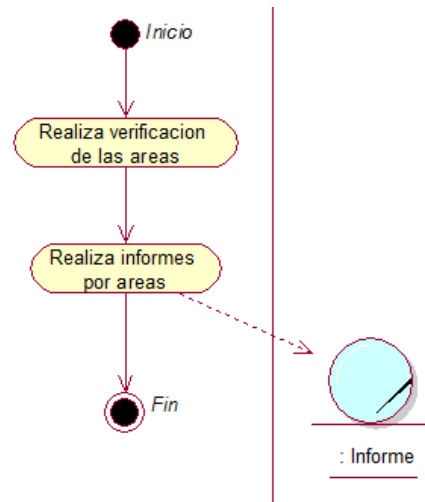 Inicio
Realiza verificacion
de las areas
Realiza informes
por areas
Fin
: Informe